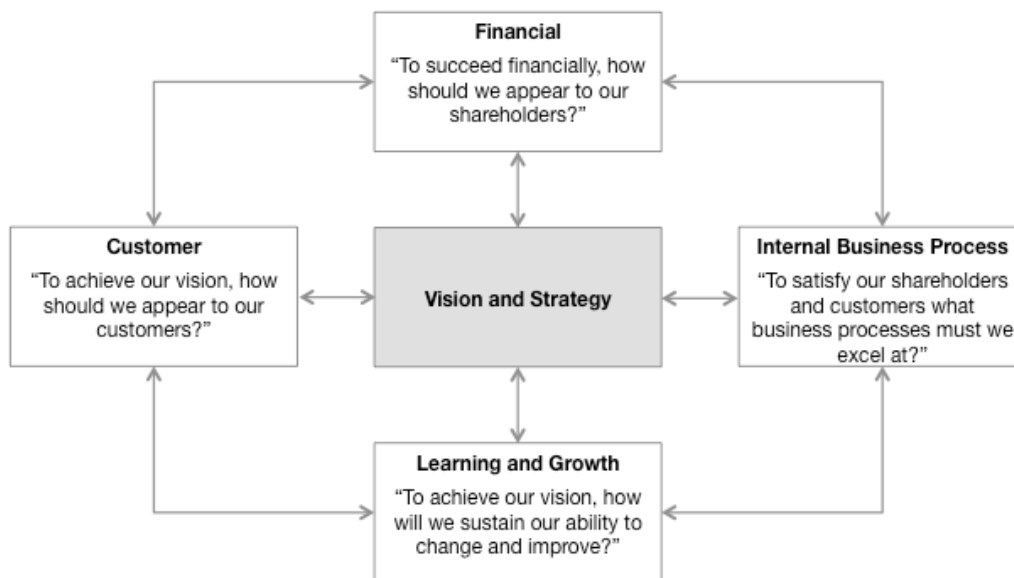 Financial
“To succeed financially, how
should we appear to our
shareholders?”
Customer
“To achieve our vision, how
should we appear to our
customers?”
Vision and Strategy
Internal Business Process
“To satisfy our shareholders
and customers what
business processes must we
excel at?”
Learning and Growth
“To achieve our vision, how
will we sustain our ability to
change and improve?”